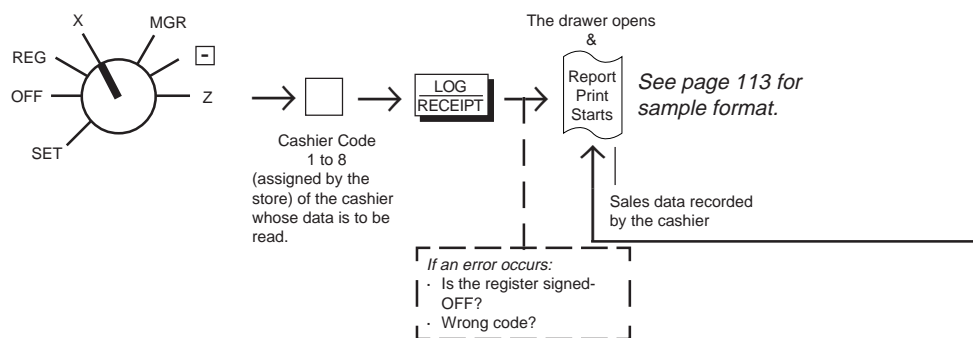 X
MGR
REG
-
OFF
Z
SET
Cashier Code
1 to 8
(assigned by the
store) of the cashier
whose data is to be
read.
LOG
RECEIPT
The drawer opens
&
Report
Print
Starts
See page 113 for
sample format.
Sales data recorded
by the cashier
If an error occurs:
· Is the register signed-
OFF?
· Wrong code?